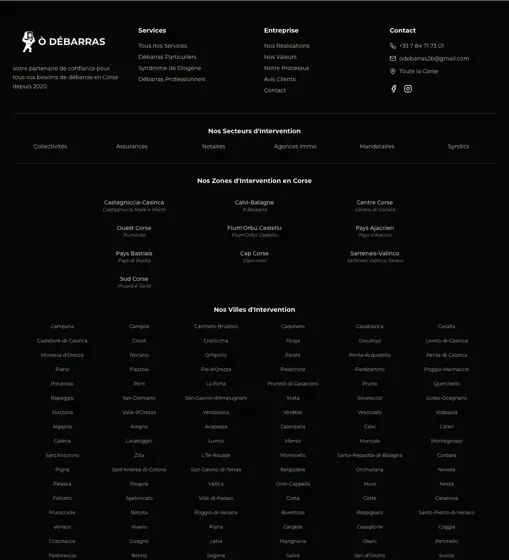 Ò DÉBARRAS
Votre partenaire de confiance pour
tous vos besoins de débarras en Corse
depuis 2020.
Services
Tous nos Services
Débarras Particuliers
Syndrome de Diogène
Débarras Professionnels
Entreprise
Nos Réalisations
Nos Valeurs
Notre Processus
Avis Clients
Contact
Contact
+33 7 84 71 73 01
odebarras2b@gmail.com
Toute la Corse
Nos Secteurs d'Intervention
Collectivités Assurances Notaires Agences Immo Mandataires Syndics
Nos Zones d'Intervention en Corse
Castagniccia-Casinca Calvi-Balagne Centre Corse
Castagniccia Mare è Monti A Balagna Centru di Corsica
Ouest Corse Fium'Orbu Castellu Pays Ajaccien
Piumonte Fium'Orbu Castellu Pays d'Aiacciu
Pays Bastiais Cap Corse Sartenais-Valinco
Pays di Bastia Capicorsu Sartinesi Valincu Taravu
Sud Corse
Nos Villes d'Intervention
Campana Campile Carcheto-Brustico Carpineto Casabianca Casalta
Castellare-di-Casinca Croce Crocicchia Ficaja Giocatojo Loreto-di-Casinca
Monacia-d'Orezza Nocario Ortiporio Parata Penta-Acquatella Penta-di-Casinca
Piano Piazzole Pie-d'Orezza Piedicroce Piedipartino Poggio-Marinaccio
Polveroso Porri La Porta Prunelli-di-Casacconi Pruno Quercitello
Rapaggio San-Damiano San-Gavino-d'Ampugnani Scata Silvareccio Sorbo-Ocagnano
Stazzona Valle-d'Orezza Venzolasca Verdèse Vescovato Volpajola
Algajola Aregno Avapessa Calenzana Calvi Cateri
Galéria Lavatoggio Lumio Manso Moncale Montegrosso
Sant'Antonino Zilia L'Île-Rousse Monticello Santa-Reparata-di-Balagna Corbara
Pigna Sant'Andréa-di-Cotone San-Gavino-di-Tenda Belgodère Occhiatana Novella
Palasca Pioggiola Vallica Olmi-Cappella Muro Nessa
Feliceto Speloncato Ville-di-Paraso Costa Corte Casanova
Muracciole Noceta Poggio-di-Venaco Riventosa Rospigliani Santo-Pietro-di-Venaco
Venaco Vivario Piana Cargese Casaglione Coggia
Cristinacce Guagno Letia Marignana Osani Partinello
Pastoreccia Renno Sagone Salice Sari d'Orcino Soccia